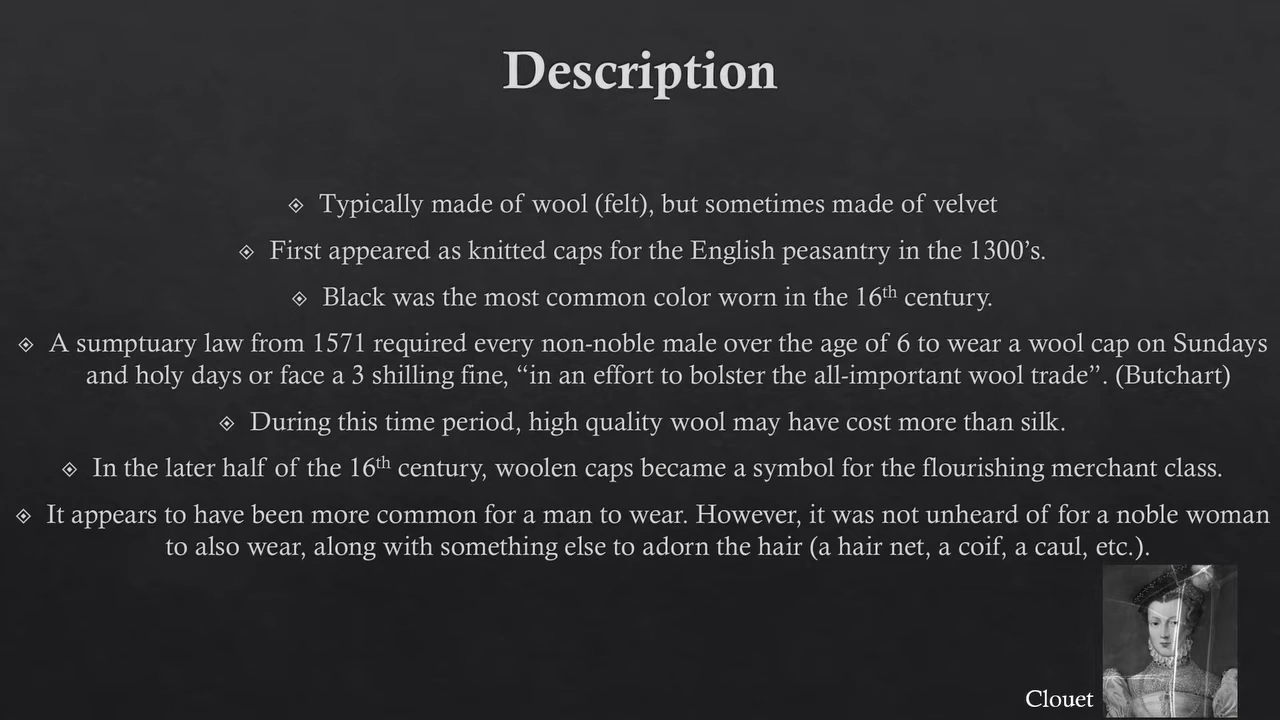 Description
Typically made of wool (felt), but sometimes made of velvet
First appeared as knitted caps for the English peasantry in the 1300’s.
Black was the most common color worn in the 16th century.
A sumptuary law from 1571 required every non-noble male over the age of 6 to wear a wool cap on Sundays
and holy days or face a 3 shilling fine, “in an effort to bolster the all-important wool trade”. (Butchart)
During this time period, high quality wool may have cost more than silk.
In the later half of the 16th century, woolen caps became a symbol for the flourishing merchant class.
It appears to have been more common for a man to wear. However, it was not unheard of for a noble woman
to also wear, along with something else to adorn the hair (a hair net, a coif, a caul, etc.).
Clouet